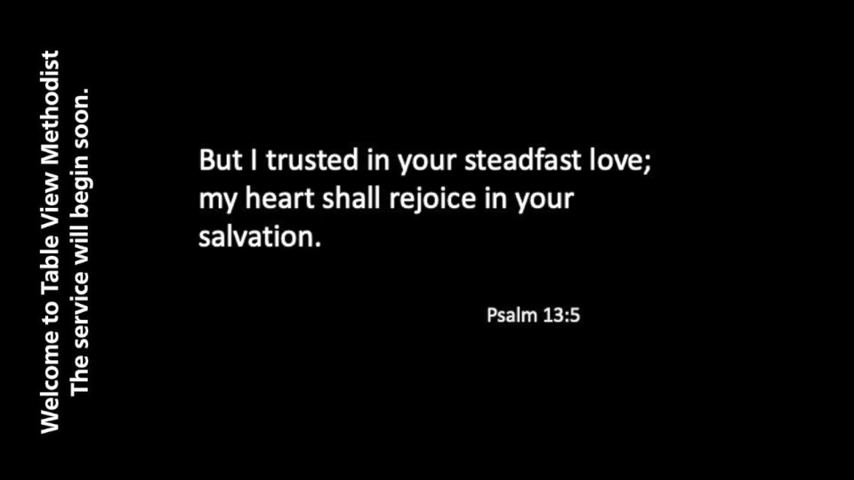 Welcome to Table View Methodist
The service will begin soon.
But I trusted in your steadfast love;
my heart shall rejoice in your
salvation.
Psalm 13:5